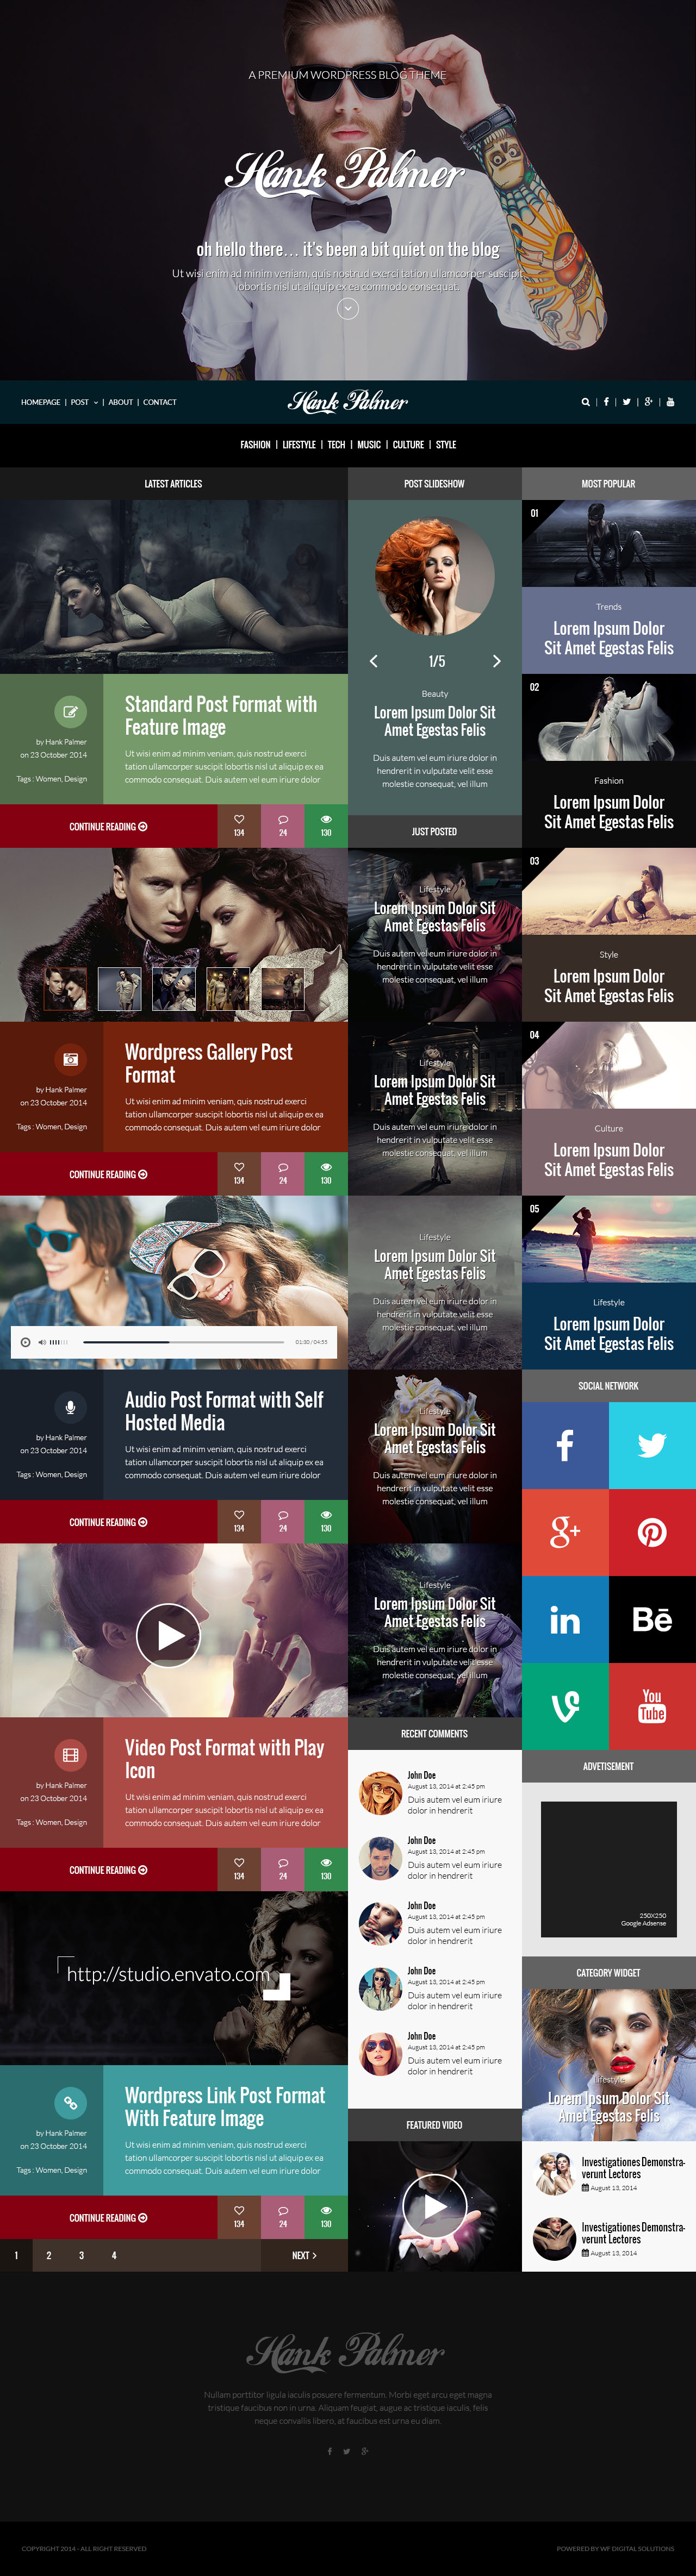 A PREMIUM WORDPRESS BLOG THEME
Hank Palmer
oh hello there... it's been a bit quiet on the blog
Ut wisi enim ad minim veniam, quis nostrud exerci tation ullamcorper suscipit
lobortis nisl ut aliquip ex ea commodo consequat.
HOMEPAGE | POST | ABOUT | CONTACT
Hank Palmer
FASHION | LIFESTYLE | TECH | MUSIC | CULTURE | STYLE
LATEST ARTICLES
Standard Post Format with
Feature Image
by Hank Palmer
on 23 October 2014
Tags : Women, Design
Ut wisi enim ad minim veniam, quis nostrud exerci
tation ullamcorper suscipit lobortis nisl ut aliquip ex ea
commodo consequat. Duis autem vel eum iriure dolor
CONTINUE READING
134
24
130
Wordpress Gallery Post
Format
by Hank Palmer
on 23 October 2014
Tags : Women, Design
Ut wisi enim ad minim veniam, quis nostrud exerci
tation ullamcorper suscipit lobortis nisl ut aliquip ex ea
commodo consequat. Duis autem vel eum iriure dolor
CONTINUE READING
134
24
130
01:30 / 04:55
Audio Post Format with Self
Hosted Media
by Hank Palmer
on 23 October 2014
Tags : Women, Design
Ut wisi enim ad minim veniam, quis nostrud exerci
tation ullamcorper suscipit lobortis nisl ut aliquip ex ea
commodo consequat. Duis autem vel eum iriure dolor
CONTINUE READING
134
24
130
Video Post Format with Play
Icon
by Hank Palmer
on 23 October 2014
Tags : Women, Design
Ut wisi enim ad minim veniam, quis nostrud exerci
tation ullamcorper suscipit lobortis nisl ut aliquip ex ea
commodo consequat. Duis autem vel eum iriure dolor
CONTINUE READING
134
24
130
http://studio.envato.com
Wordpress Link Post Format
With Feature Image
by Hank Palmer
on 23 October 2014
Tags : Women, Design
Ut wisi enim ad minim veniam, quis nostrud exerci
tation ullamcorper suscipit lobortis nisl ut aliquip ex ea
commodo consequat. Duis autem vel eum iriure dolor
CONTINUE READING
134
24
130
1 2 3 4
NEXT
POST SLIDESHOW
1/5
Beauty
Lorem Ipsum Dolor Sit
Amet Egestas Felis
Duis autem vel eum iriure dolor in
hendrerit in vulputate velit esse
molestie consequat, vel illum
JUST POSTED
Lifestyle
Lorem Ipsum Dolor Sit
Amet Egestas Felis
Duis autem vel eum iriure dolor in
hendrerit in vulputate velit esse
molestie consequat, vel illum
Lifestyle
Lorem Ipsum Dolor Sit
Amet Egestas Felis
Duis autem vel eum iriure dolor in
hendrerit in vulputate velit esse
molestie consequat, vel illum
Lifestyle
Lorem Ipsum Dolor Sit
Amet Egestas Felis
Duis autem vel eum iriure dolor in
hendrerit in vulputate velit esse
molestie consequat, vel illum
Lifestyle
Lorem Ipsum Dolor Sit
Amet Egestas Felis
Duis autem vel eum iriure dolor in
hendrerit in vulputate velit esse
molestie consequat, vel illum
Lifestyle
Lorem Ipsum Dolor Sit
Amet Egestas Felis
Duis autem vel eum iriure dolor in
hendrerit in vulputate velit esse
molestie consequat, vel illum
RECENT COMMENTS
John Doe
August 13, 2014 at 2:45 pm
Duis autem vel eum iriure
dolor in hendrerit
John Doe
August 13, 2014 at 2:45 pm
Duis autem vel eum iriure
dolor in hendrerit
John Doe
August 13, 2014 at 2:45 pm
Duis autem vel eum iriure
dolor in hendrerit
John Doe
August 13, 2014 at 2:45 pm
Duis autem vel eum iriure
dolor in hendrerit
John Doe
August 13, 2014 at 2:45 pm
Duis autem vel eum iriure
dolor in hendrerit
FEATURED VIDEO
MOST POPULAR
01
Trends
Lorem Ipsum Dolor
Sit Amet Egestas Felis
02
Fashion
Lorem Ipsum Dolor
Sit Amet Egestas Felis
03
Style
Lorem Ipsum Dolor
Sit Amet Egestas Felis
04
Culture
Lorem Ipsum Dolor
Sit Amet Egestas Felis
05
Lifestyle
Lorem Ipsum Dolor
Sit Amet Egestas Felis
SOCIAL NETWORK
You
Tube
ADVETISEMENT
250X250
Google Adsense
CATEGORY WIDGET
Lifestyle
Lorem Ipsum Dolor Sit
Amet Egestas Felis
Investigationes Demonstra-
verunt Lectores
August 13, 2014
Investigationes Demonstra-
verunt Lectores
August 13, 2014
Hank Palmer
Nullam porttitor ligula iaculis posuere fermentum. Morbi eget arcu eget magna
tristique faucibus non in urna. Aliquam feugiat, augue ac tristique iaculis, felis
neque convallis libero, at faucibus est urna eu diam.
COPYRIGHT 2014 - ALL RIGHT RESERVED
POWERED BY WF DIGITAL SOLUTIONS